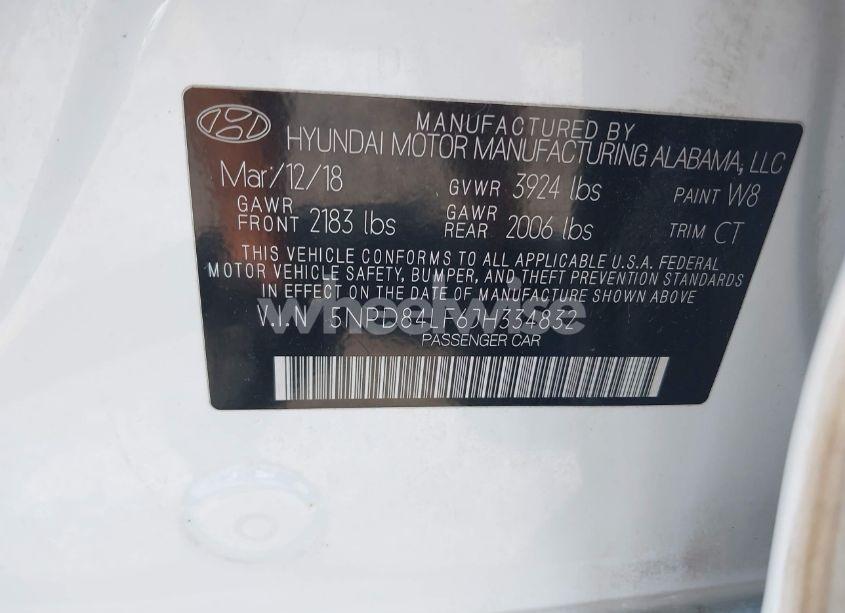 MANUFACTURED BY
HYUNDAI MOTOR MANUFACTURING ALABAMA, LLC
Mar/12/18 GVWR 3924 lbs PAINT W8
GAWR FRONT 2183 lbs GAWR REAR 2006 lbs TRIM CT
THIS VEHICLE CONFORMS TO ALL APPLICABLE U.S.A. FEDERAL
MOTOR VEHICLE SAFETY, BUMPER, AND THEFT PREVENTION STANDARDS
IN EFFECT ON THE DATE OF MANUFACTURE SHOWN ABOVE
wheelwise
V.I.N
PASSENGER CAR